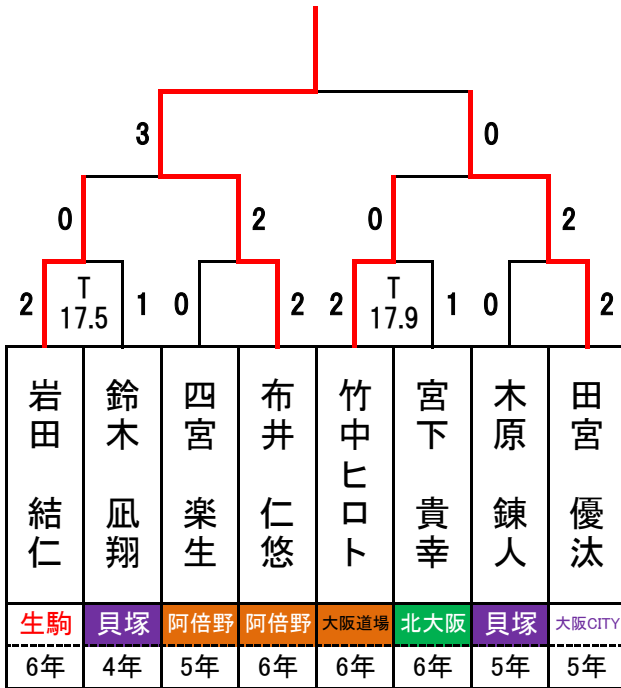 3 0
0 2 0 2
2 T 17.5 1 0 2 2 T 17.9 1 0 2
岩田 結仁
鈴木 凪翔
四宮 楽生
布井 仁悠
竹中ヒロト
宮下 貴幸
木原 錬人
田宮 優汰
生駒 貝塚 阿倍野 阿倍野 大阪道場 北大阪 貝塚 大阪CITY
6年 4年 5年 6年 6年 6年 5年 5年